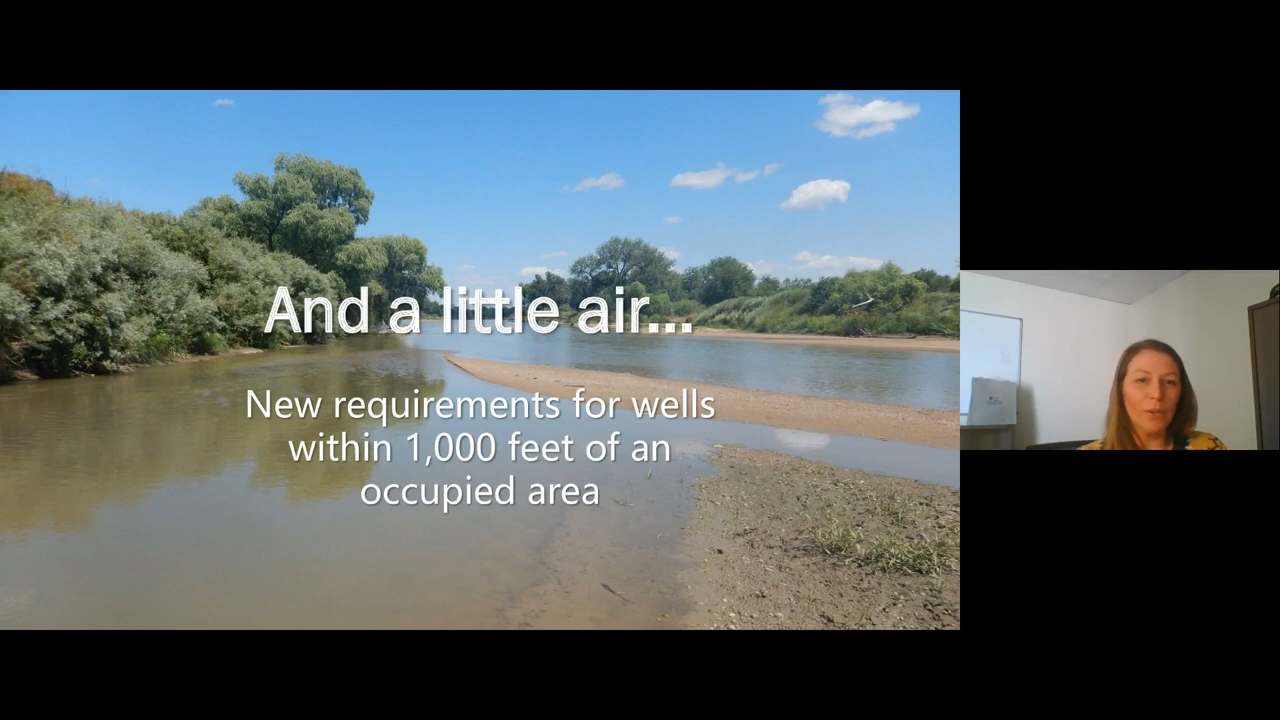 And a little air...
New requirements for wells
within 1,000 feet of an
occupied area